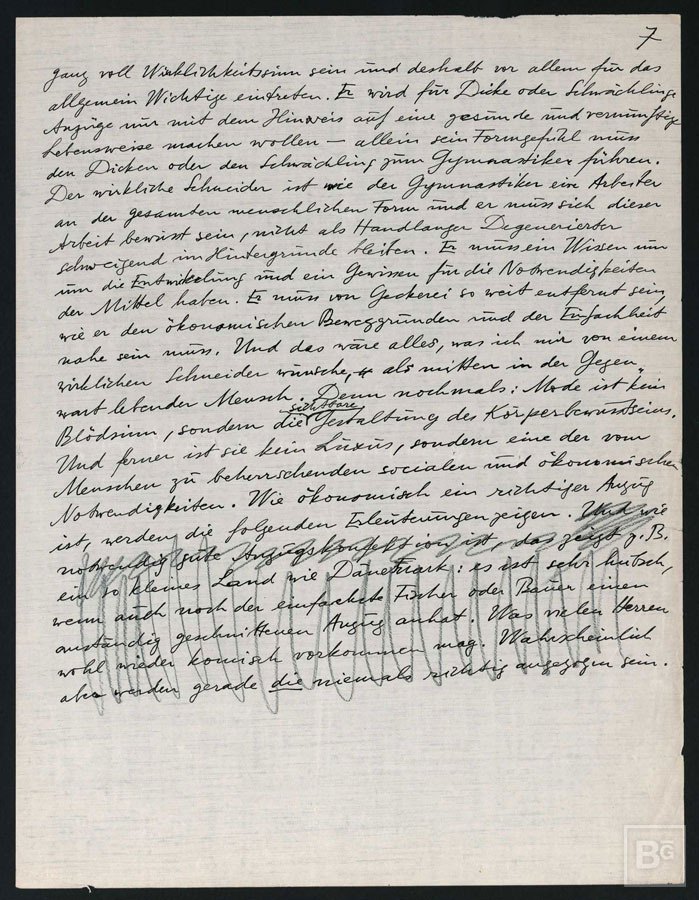 7
ganz voll Wirklichkeitssinn sein und deshalb vor allem für das
allgemein Wichtige eintreten. Er wird für Dicke oder Schwächlinge
Anzüge nur mit dem Hinweis auf eine gesunde und vernünftige
Lebensweise machen wollen – allein sein Formgefühl muss
den Dicken oder den Schwächling zum Gymnastiker führen.
Der wirkliche Schneider ist wie der Gymnastiker ein Arbeiter
an der gesamten menschlichen Form und er muss sich dieser
Arbeit bewusst sein, nicht als Handlanger Degenerierter
schweigend im Hintergrunde bleiben. Er muss ein Wissen um
um die Entwickelung und ein Gewissen für die Notwendigkeiten
der Mittel haben. Er muss von Geckerei so weit entfernt sein,
wie er den ökonomischen Beweggründen und der Einfachheit
nahe sein muss. Und das wäre alles, was ich mir von einem
wirklichen Schneider wünsche, als mitten in der Gegen-
wart lebender Mensch. Denn nochmals: Mode ist kein
Blödsinn, sondern die sichtbare Gestaltung des Körperbewusstseins.
Und ferner ist sie kein Luxus, sondern eine der vom
Menschen zu beherrschenden socialen und ökonomischen
Notwendigkeiten. Wie ökonomisch ein richtiger Anzug
ist, werden die folgenden Erleuterungen zeigen. Und wie
notwendig gute Anzugskonfektion ist, das zeigt z.B.
ein so kleines Land wie Dänemark: es ist sehr hübsch,
wenn auch noch der einfachste Fischer oder Bauer einen
anständig geschnittenen Anzug anhat. Was vielen Herren
wohl wieder komisch vorkommen mag. Wahrscheinlich
aber werden gerade die niemals richtig angezogen sein.
BG